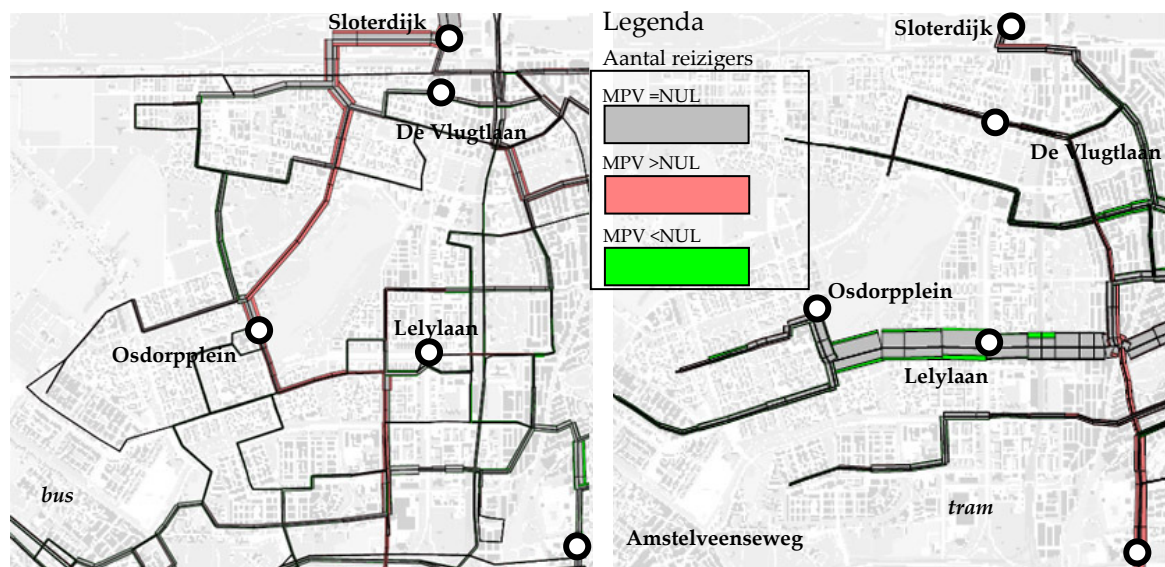 Sloterdijk
De Vlugtlaan
Osdorpplein
Lelylaan
bus
Legenda
Aantal reizigers
MPV =NUL
MPV >NUL
MPV <NUL
Sloterdijk
De Vlugtlaan
Osdorpplein
Lelylaan
tram
Amstelveenseweg